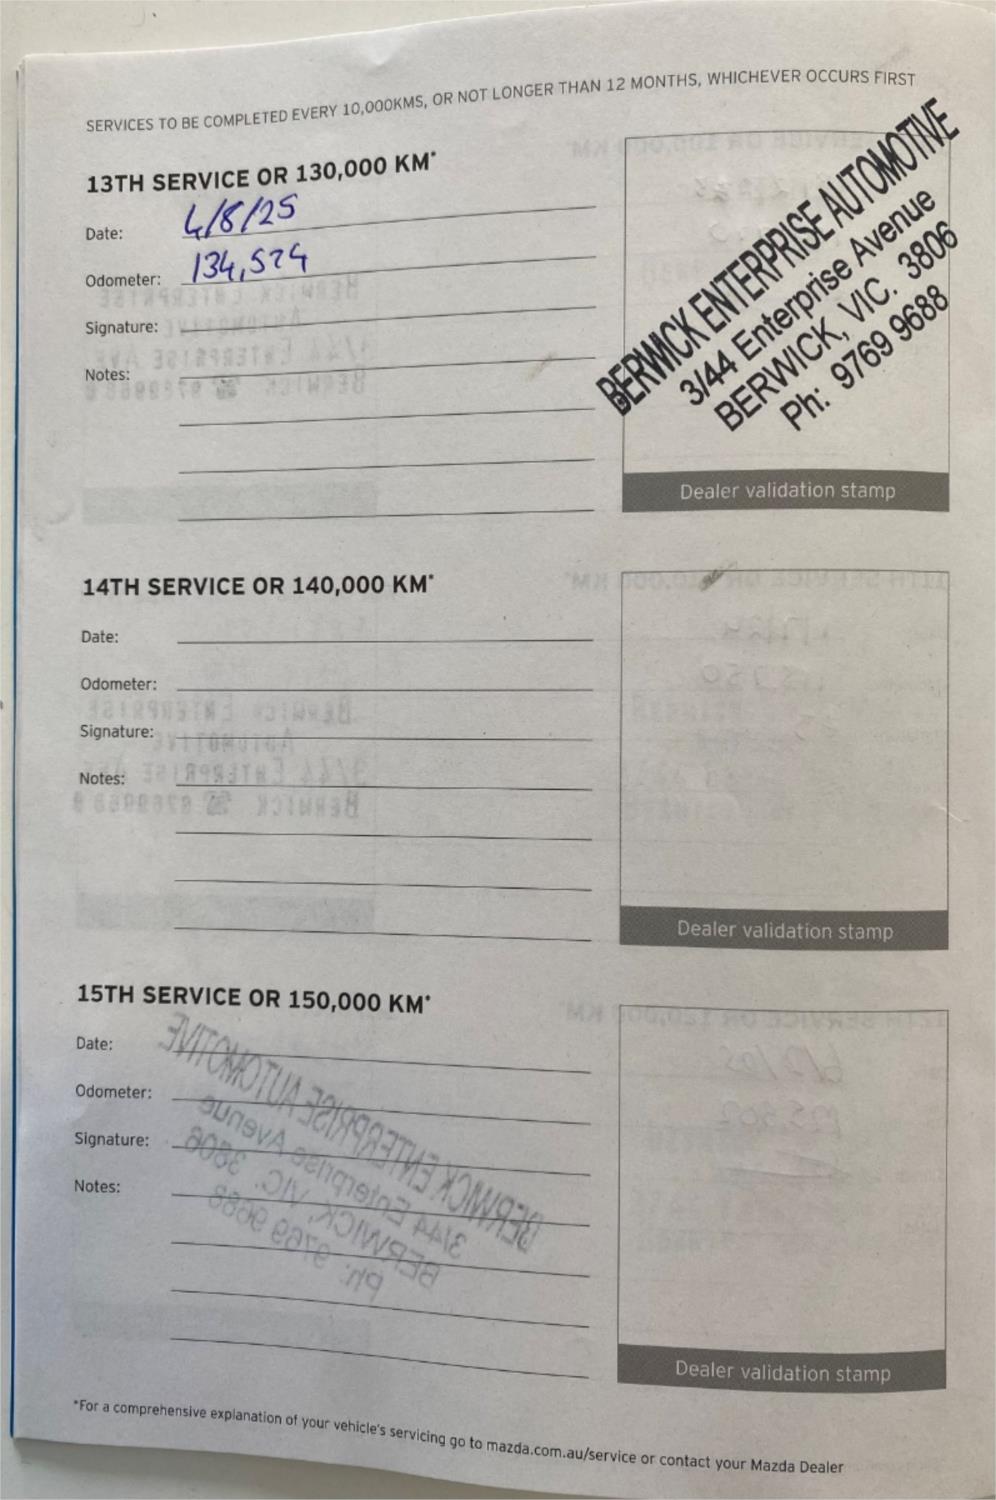 SERVICES TO BE COMPLETED EVERY 10,000KMS, OR NOT LONGER THAN 12 MONTHS, WHICHEVER OCCURS FIRST
13TH SERVICE OR 130,000 KM*
Date: 4/8/25
Odometer: 134,524
Signature:
Notes:
BERWICK ENTERPRISE AUTOMOTIVE
3/44 Enterprise Avenue
BERWICK, VIC. 3806
Ph: 9769 9688
Dealer validation stamp
14TH SERVICE OR 140,000 KM*
Date:
Odometer:
Signature:
Notes:
Dealer validation stamp
15TH SERVICE OR 150,000 KM*
Date:
Odometer:
Signature:
Notes:
Dealer validation stamp
*For a comprehensive explanation of your vehicle's servicing go to mazda.com.au/service or contact your Mazda Dealer